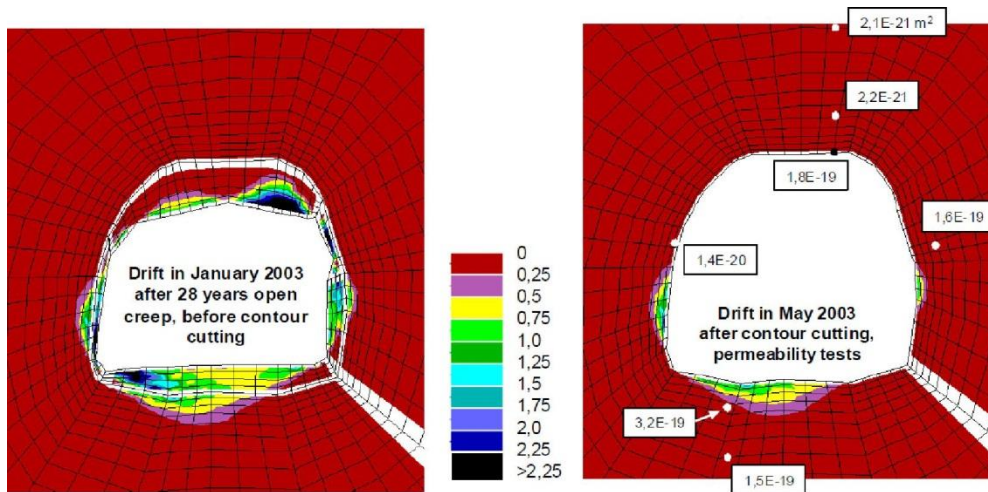 Drift in January 2003
after 28 years open
creep, before contour
cutting
0
0,25
0,5
0,75
1,0
1,25
1,5
1,75
2,0
2,25
>2,25
2,1E-21 m²
2,2E-21
1,8E-19
1,6E-19
1,4E-20
Drift in May 2003
after contour cutting,
permeability tests
3,2E-19
1,5E-19